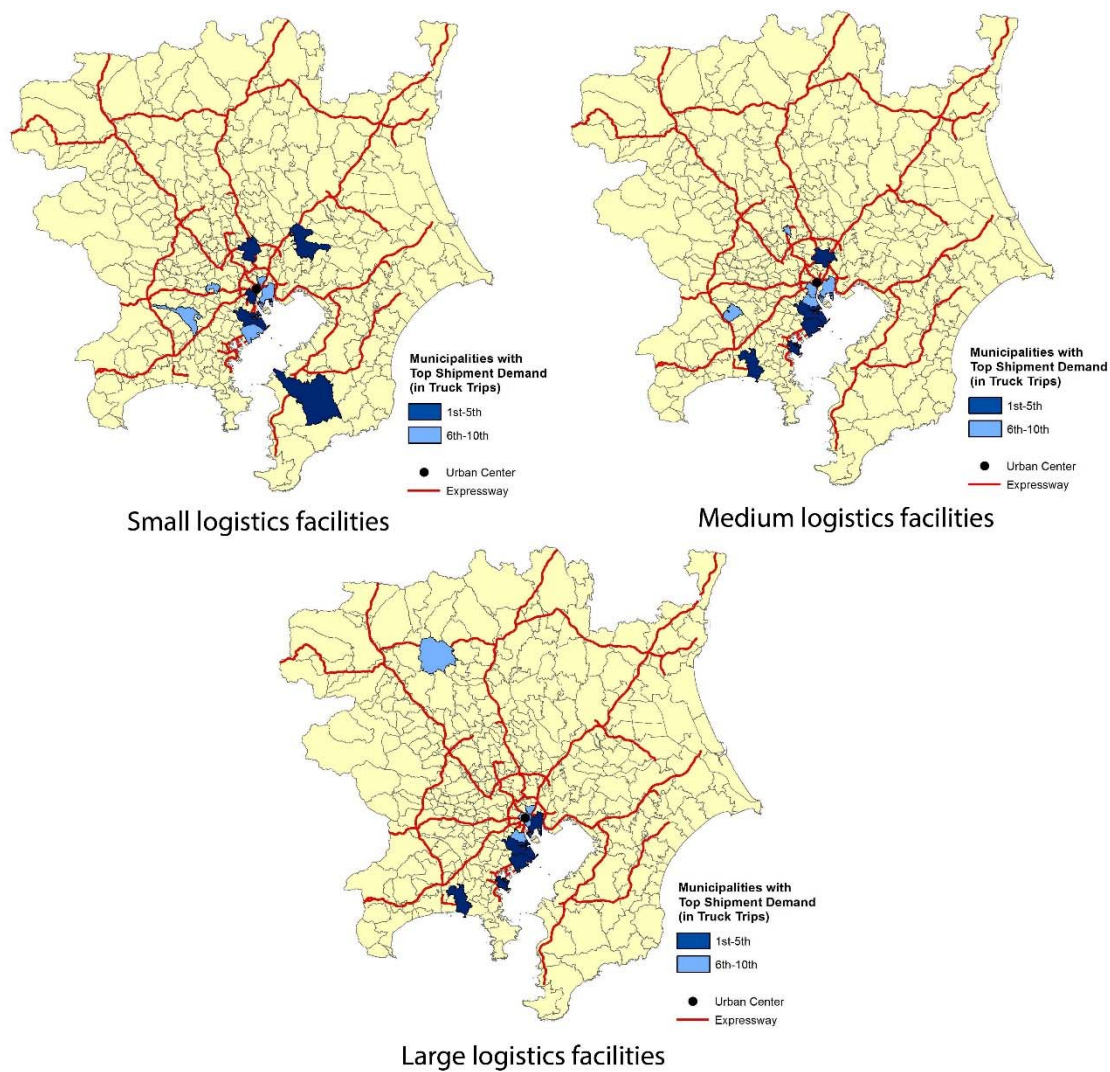 Municipalities with
Top Shipment Demand
(in Truck Trips)
1st-5th
6th-10th
Urban Center
Expressway
Small logistics facilities
Municipalities with
Top Shipment Demand
(in Truck Trips)
1st-5th
6th-10th
Urban Center
Expressway
Medium logistics facilities
Municipalities with
Top Shipment Demand
(in Truck Trips)
1st-5th
6th-10th
Urban Center
Expressway
Large logistics facilities